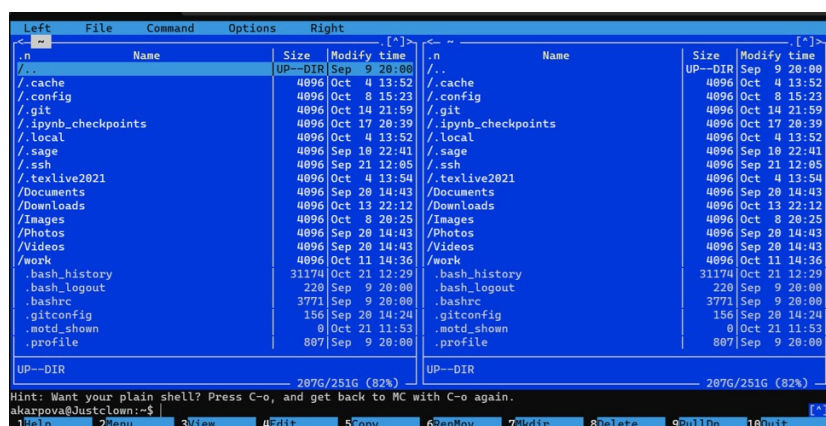 Left File Command Options Right
<- ~ .[^]> <- ~ .[^]>
.n Name Size Modify time .n Name Size Modify time
/.. UP--DIR Sep 9 20:00 /.. UP--DIR Sep 9 20:00
/.cache 4096 Oct 4 13:52 /.cache 4096 Oct 4 13:52
/.config 4096 Oct 8 15:23 /.config 4096 Oct 8 15:23
/.git 4096 Oct 14 21:59 /.git 4096 Oct 14 21:59
/.ipynb_checkpoints 4096 Oct 17 20:39 /.ipynb_checkpoints 4096 Oct 17 20:39
/.local 4096 Oct 4 13:52 /.local 4096 Oct 4 13:52
/.sage 4096 Sep 10 22:41 /.sage 4096 Sep 10 22:41
/.ssh 4096 Sep 21 12:05 /.ssh 4096 Sep 21 12:05
/.texlive2021 4096 Oct 4 13:54 /.texlive2021 4096 Oct 4 13:54
/Documents 4096 Sep 20 14:43 /Documents 4096 Sep 20 14:43
/Downloads 4096 Oct 13 22:12 /Downloads 4096 Oct 13 22:12
/Images 4096 Oct 8 20:25 /Images 4096 Oct 8 20:25
/Photos 4096 Sep 20 14:43 /Photos 4096 Sep 20 14:43
/Videos 4096 Sep 20 14:43 /Videos 4096 Sep 20 14:43
/work 4096 Oct 11 14:36 /work 4096 Oct 11 14:36
.bash_history 31174 Oct 21 12:29 .bash_history 31174 Oct 21 12:29
.bash_logout 220 Sep 9 20:00 .bash_logout 220 Sep 9 20:00
.bashrc 3771 Sep 9 20:00 .bashrc 3771 Sep 9 20:00
.gitconfig 156 Sep 20 14:24 .gitconfig 156 Sep 20 14:24
.motd_shown 0 Oct 21 11:53 .motd_shown 0 Oct 21 11:53
.profile 807 Sep 9 20:00 .profile 807 Sep 9 20:00
UP--DIR UP--DIR
207G/251G (82%) 207G/251G (82%)
Hint: Want your plain shell? Press C-o, and get back to MC with C-o again.
akarpova@Justclown:~$ [^]
1Help 2Menu 3View 4Edit 5Copy 6RenMov 7Mkdir 8Delete 9PullDn 10Quit